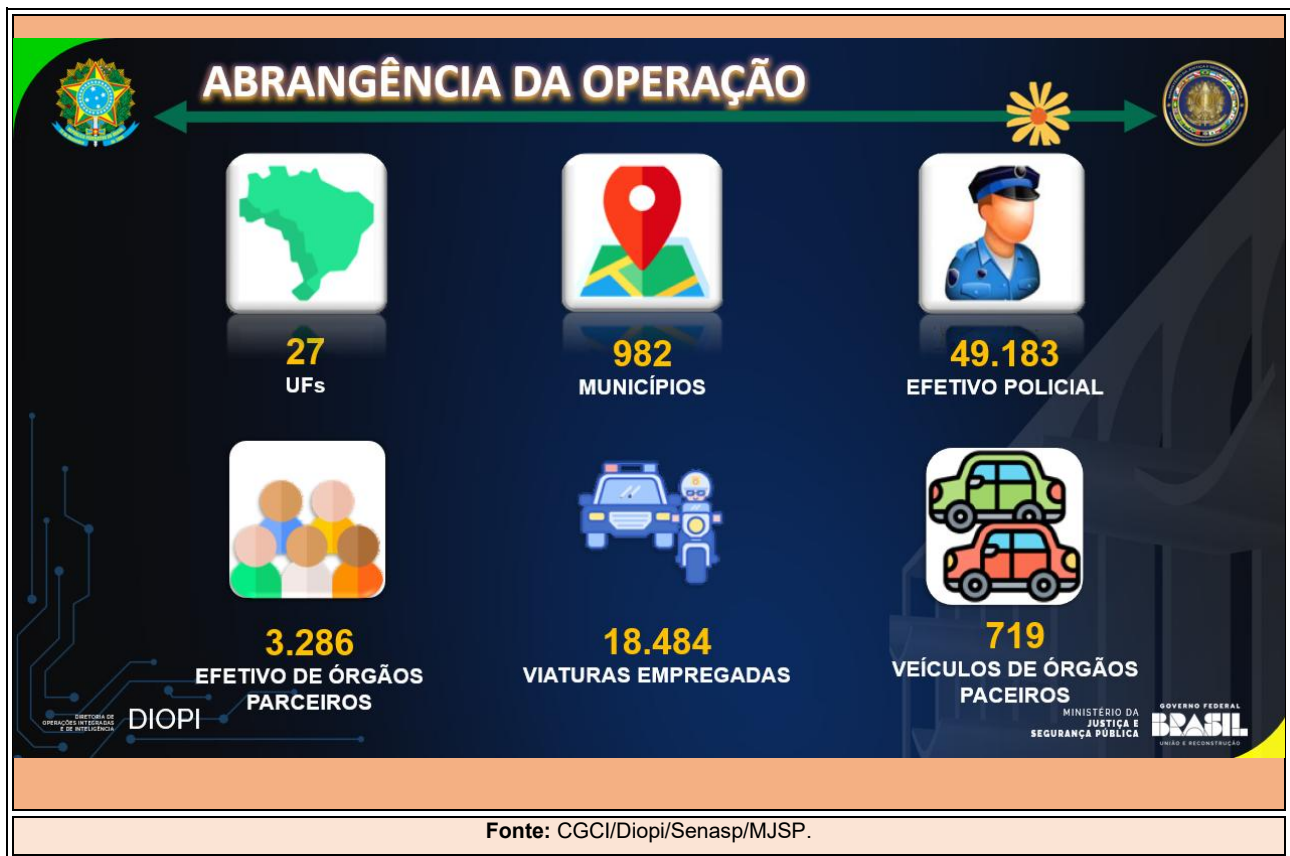 ABRANGÊNCIA DA OPERAÇÃO
27
UFs
982
MUNICÍPIOS
49.183
EFETIVO POLICIAL
3.286
EFETIVO DE ÓRGÃOS
PARCEIROS
18.484
VIATURAS EMPREGADAS
719
VEÍCULOS DE ÓRGÃOS
PACEIROS
DIRETORIA DE
OPERAÇÕES INTEGRADAS
E DE INTELIGÊNCIA
DIOPI
MINISTÉRIO DA
JUSTIÇA E
SEGURANÇA PÚBLICA
GOVERNO FEDERAL
BRASIL
UNIÃO E RECONSTRUÇÃO
Fonte: CGCI/Diopi/Senasp/MJSP.